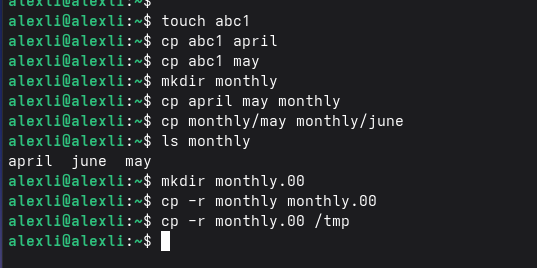 alexli@alexli:~$
alexli@alexli:~$ touch abc1
alexli@alexli:~$ cp abc1 april
alexli@alexli:~$ cp abc1 may
alexli@alexli:~$ mkdir monthly
alexli@alexli:~$ cp april may monthly
alexli@alexli:~$ cp monthly/may monthly/june
alexli@alexli:~$ ls monthly
april  june  may
alexli@alexli:~$ mkdir monthly.00
alexli@alexli:~$ cp -r monthly monthly.00
alexli@alexli:~$ cp -r monthly.00 /tmp
alexli@alexli:~$